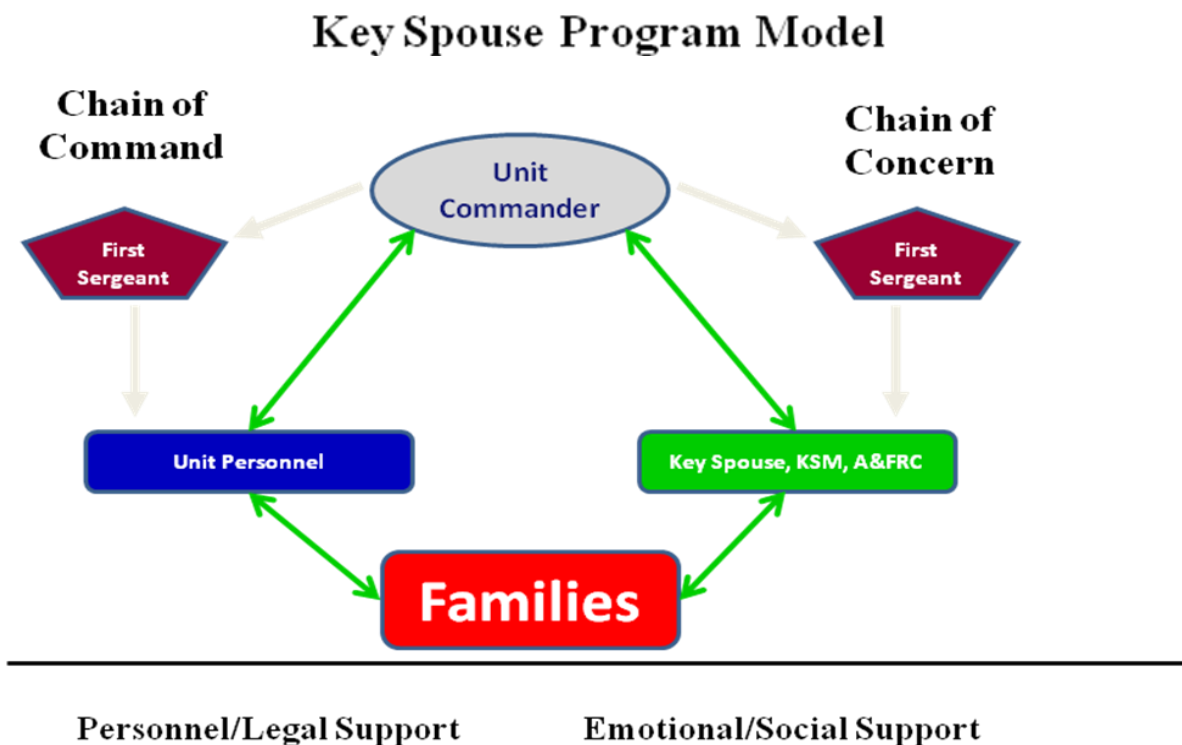 Key Spouse Program Model
Chain of
Command
Chain of
Concern
Unit
Commander
First
Sergeant
First
Sergeant
Unit Personnel
Key Spouse, KSM, A&FRC
Families
Personnel/Legal Support
Emotional/Social Support